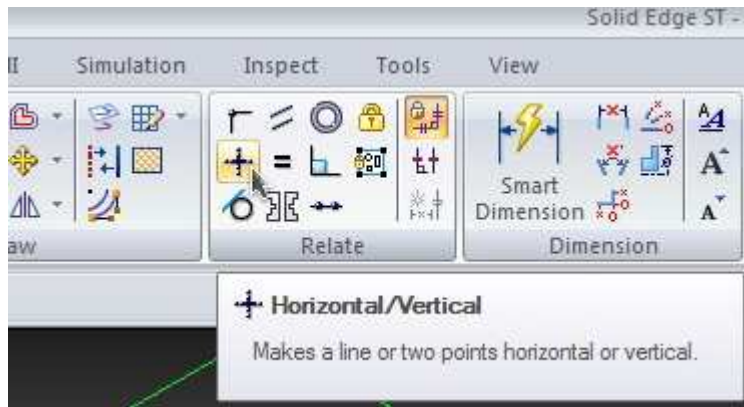 Solid Edge ST -
Simulation Inspect Tools View
Smart
Dimension
Relate Dimension
Horizontal/Vertical
Makes a line or two points horizontal or vertical.